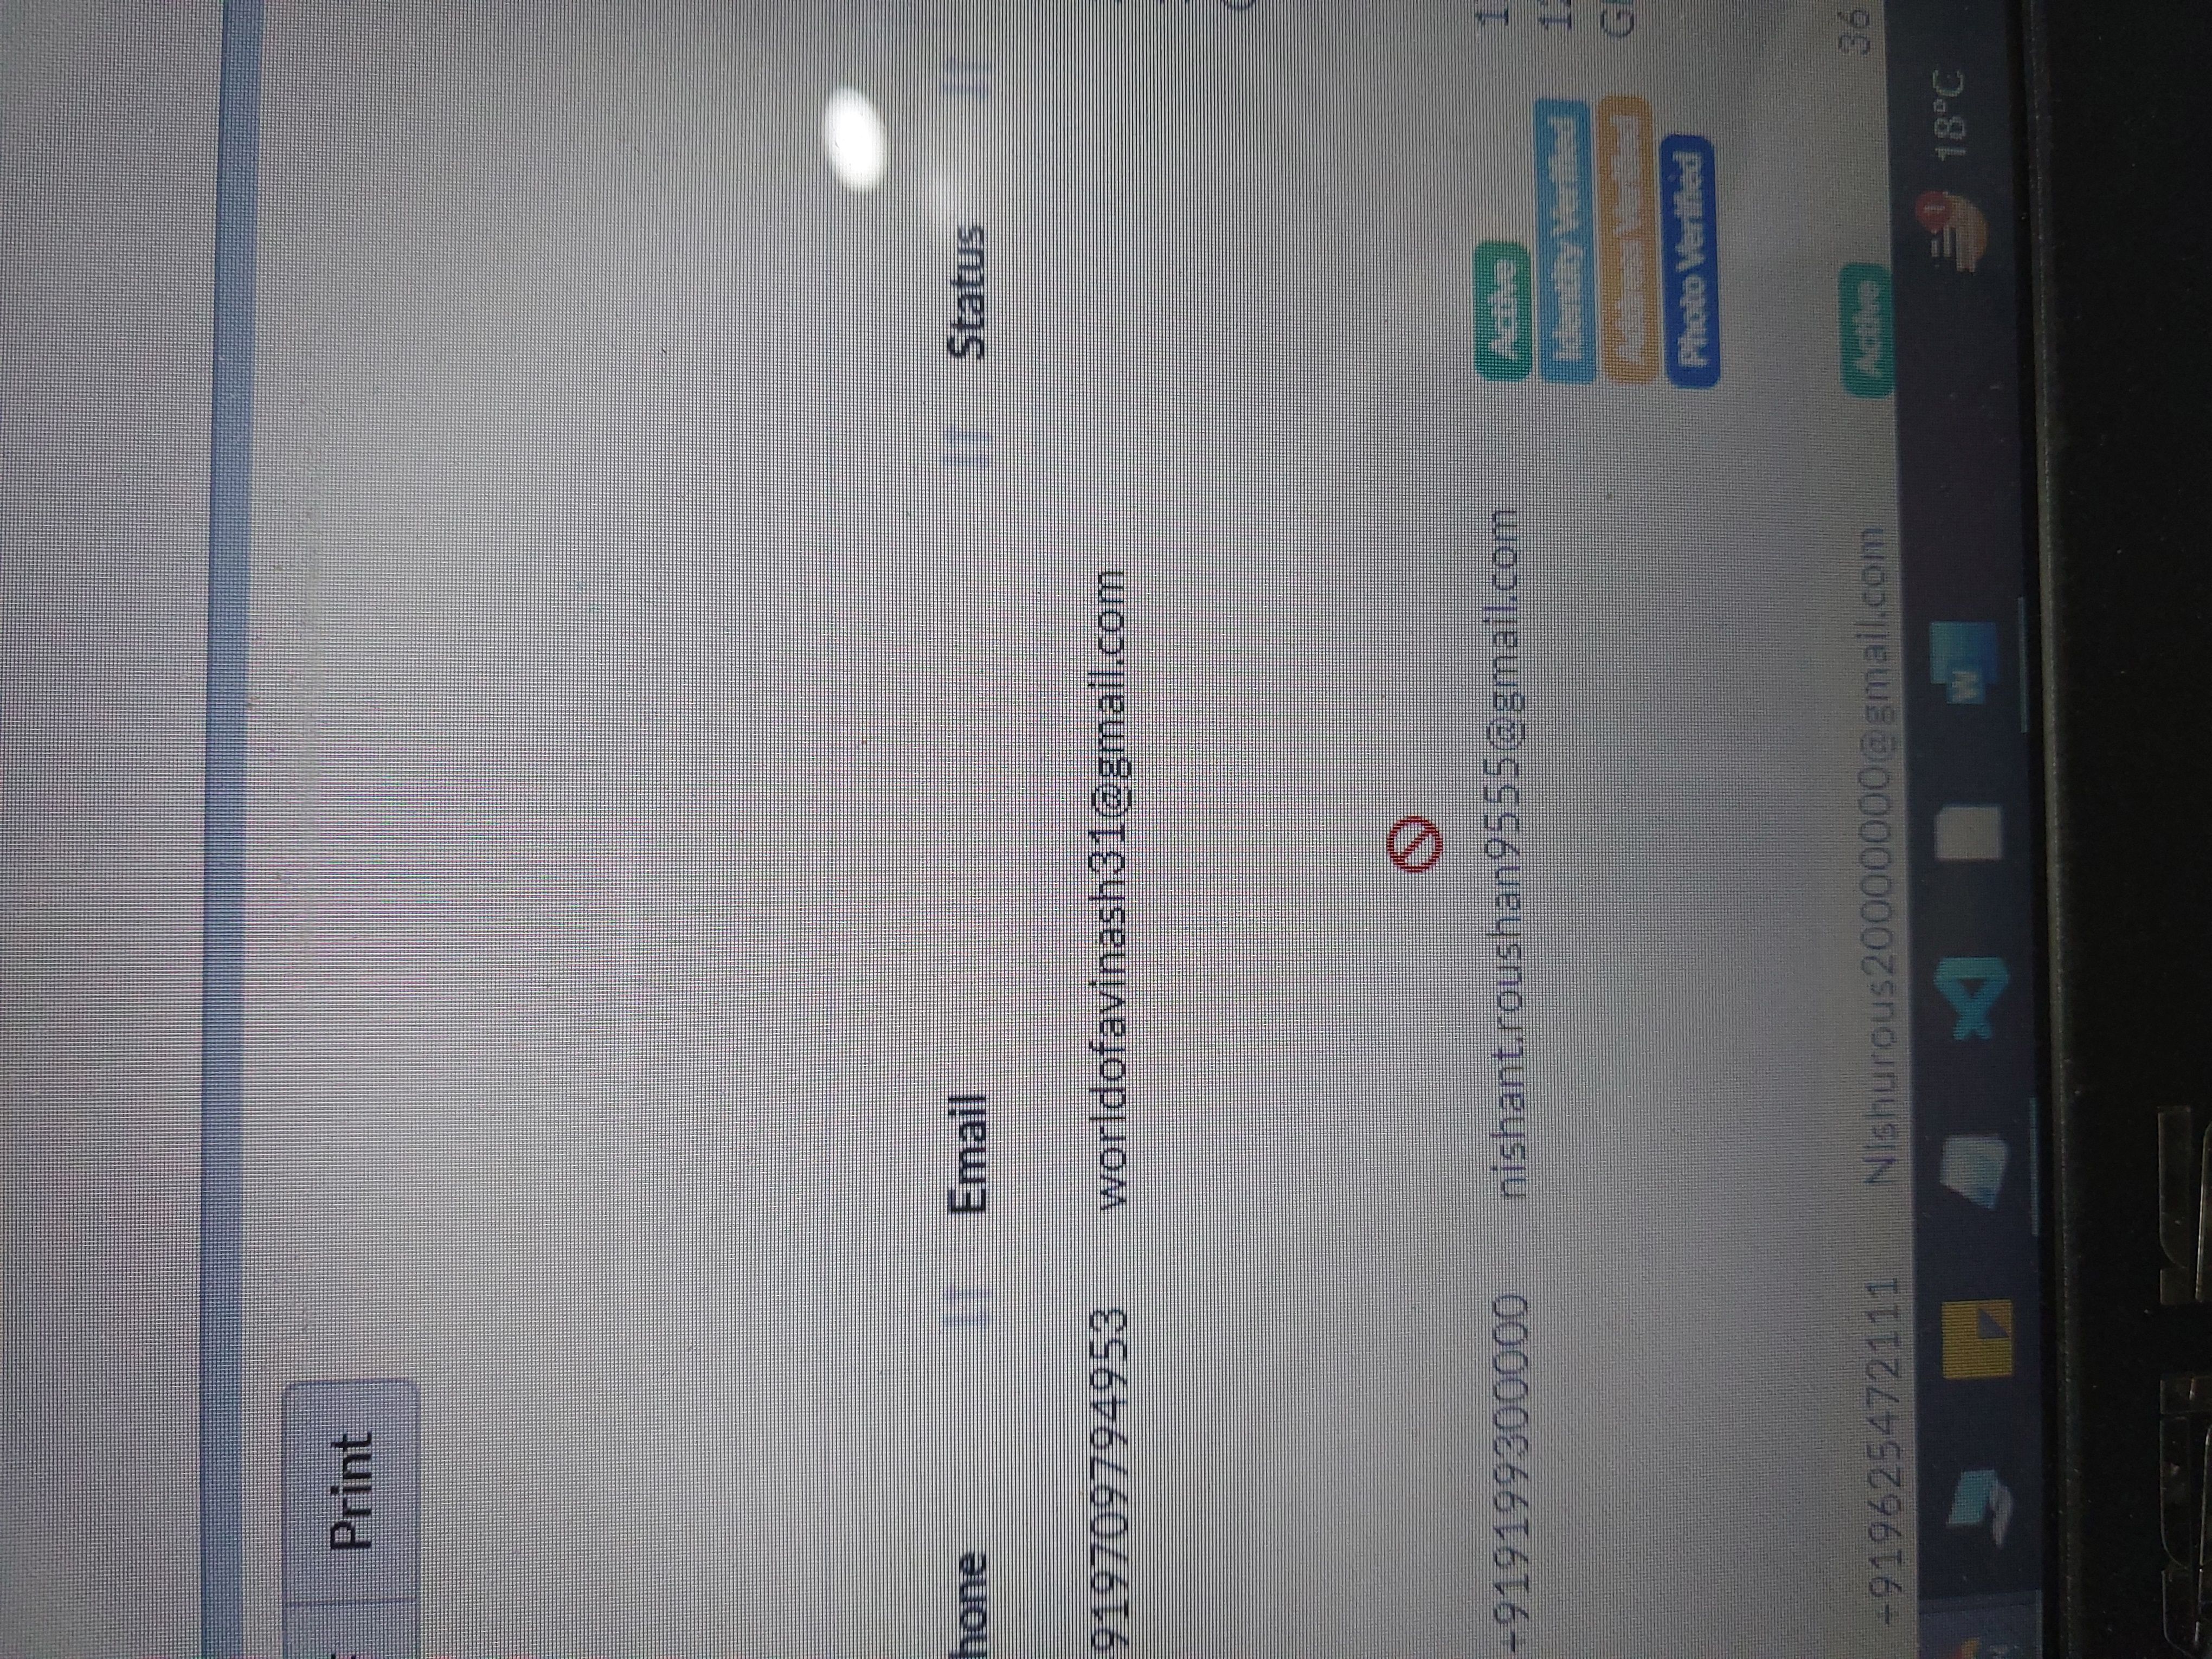 Print
hone Email Status
919709794953 worldofavinash31@gmail.com
+919199300000 nishant.roushan9555@gmail.com Active 1
Identity Verified 12
Address Verified
Photo Verified
+919625472111 Nishurous20000000@gmail.com Active 36
W 1 18°C